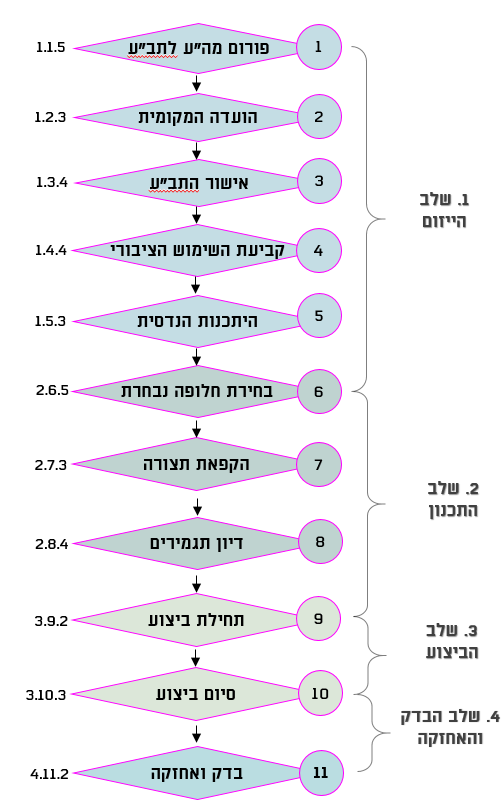 1.1.5 פורום מה"ע לתב"ע 1
1.2.3 הועדה המקומית 2
1.3.4 אישור התב"ע 3
1. שלב
הייזום
1.4.4 קביעת השימוש הציבורי 4
1.5.3 היתכנות הנדסית 5
2.6.5 בחירת חלופה נבחרת 6
2.7.3 הקפאת תצורה 7
2. שלב
התכנון
2.8.4 דיון תגמירים 8
3.9.2 תחילת ביצוע 9
3. שלב
הביצוע
3.10.3 סיום ביצוע 10
4. שלב הבדק
והאחזקה
4.11.2 בדק ואחזקה 11